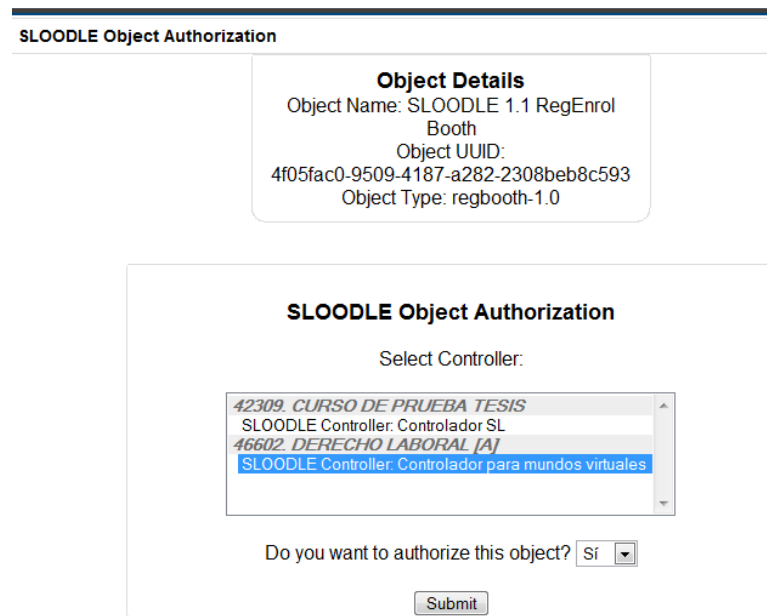 SLOODLE Object Authorization
Object Details
Object Name: SLOODLE 1.1 RegEnrol
Booth
Object UUID:
4f05fac0-9509-4187-a282-2308beb8c593
Object Type: regbooth-1.0
SLOODLE Object Authorization
Select Controller:
42309. CURSO DE PRUEBA TESIS
SLOODLE Controller: Controlador SL
46602. DERECHO LABORAL [A]
SLOODLE Controller: Controlador para mundos virtuales
Do you want to authorize this object? Sí
Submit